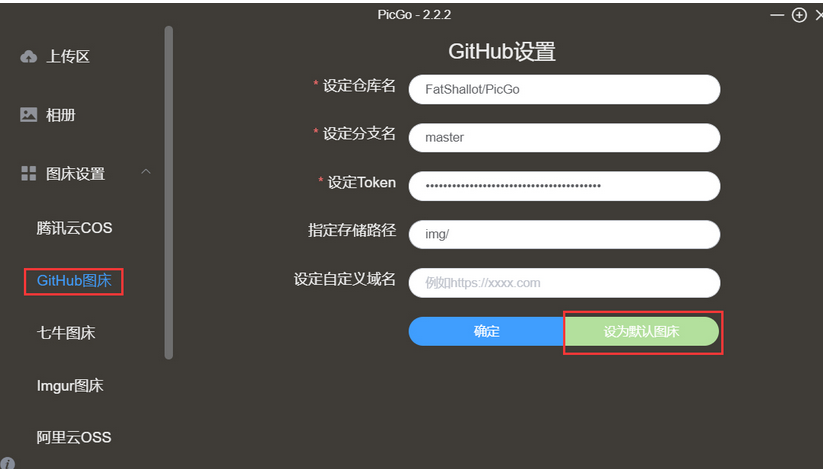 PicGo - 2.2.2
上传区
相册
图床设置
腾讯云COS
GitHub图床
七牛图床
Imgur图床
阿里云OSS
GitHub设置
* 设定仓库名
FatShallot/PicGo
* 设定分支名
master
* 设定Token
指定存储路径
img/
设定自定义域名
例如https://xxxx.com
确定
设为默认图床